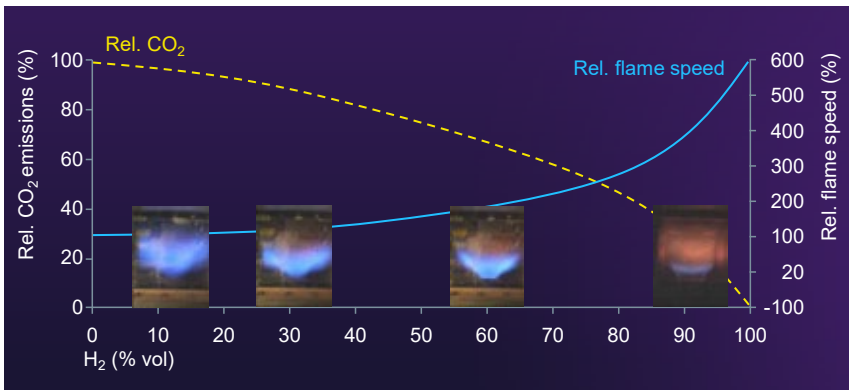 Rel. CO₂
Rel. flame speed
Rel. CO₂ emissions (%)
100
80
60
40
20
0
600
500
400
300
200
100
20
-100
Rel. flame speed (%)
0 10 20 30 40 50 60 70 80 90 100
H₂ (% vol)